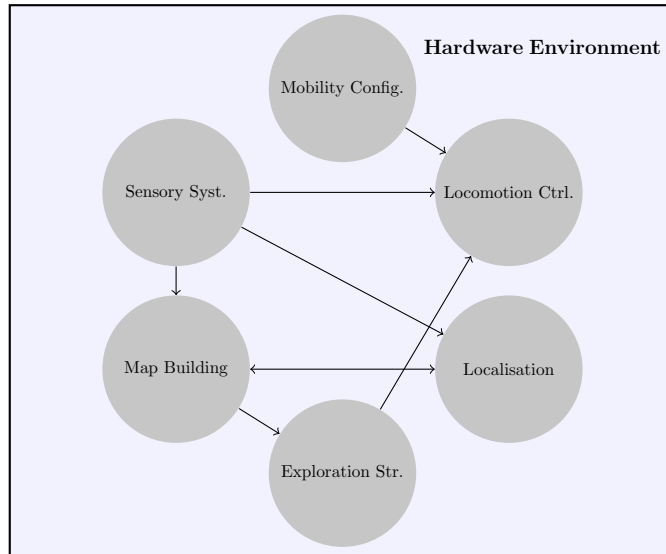 Hardware Environment
Mobility Config.
Sensory Syst.
Locomotion Ctrl.
Map Building
Localisation
Exploration Str.